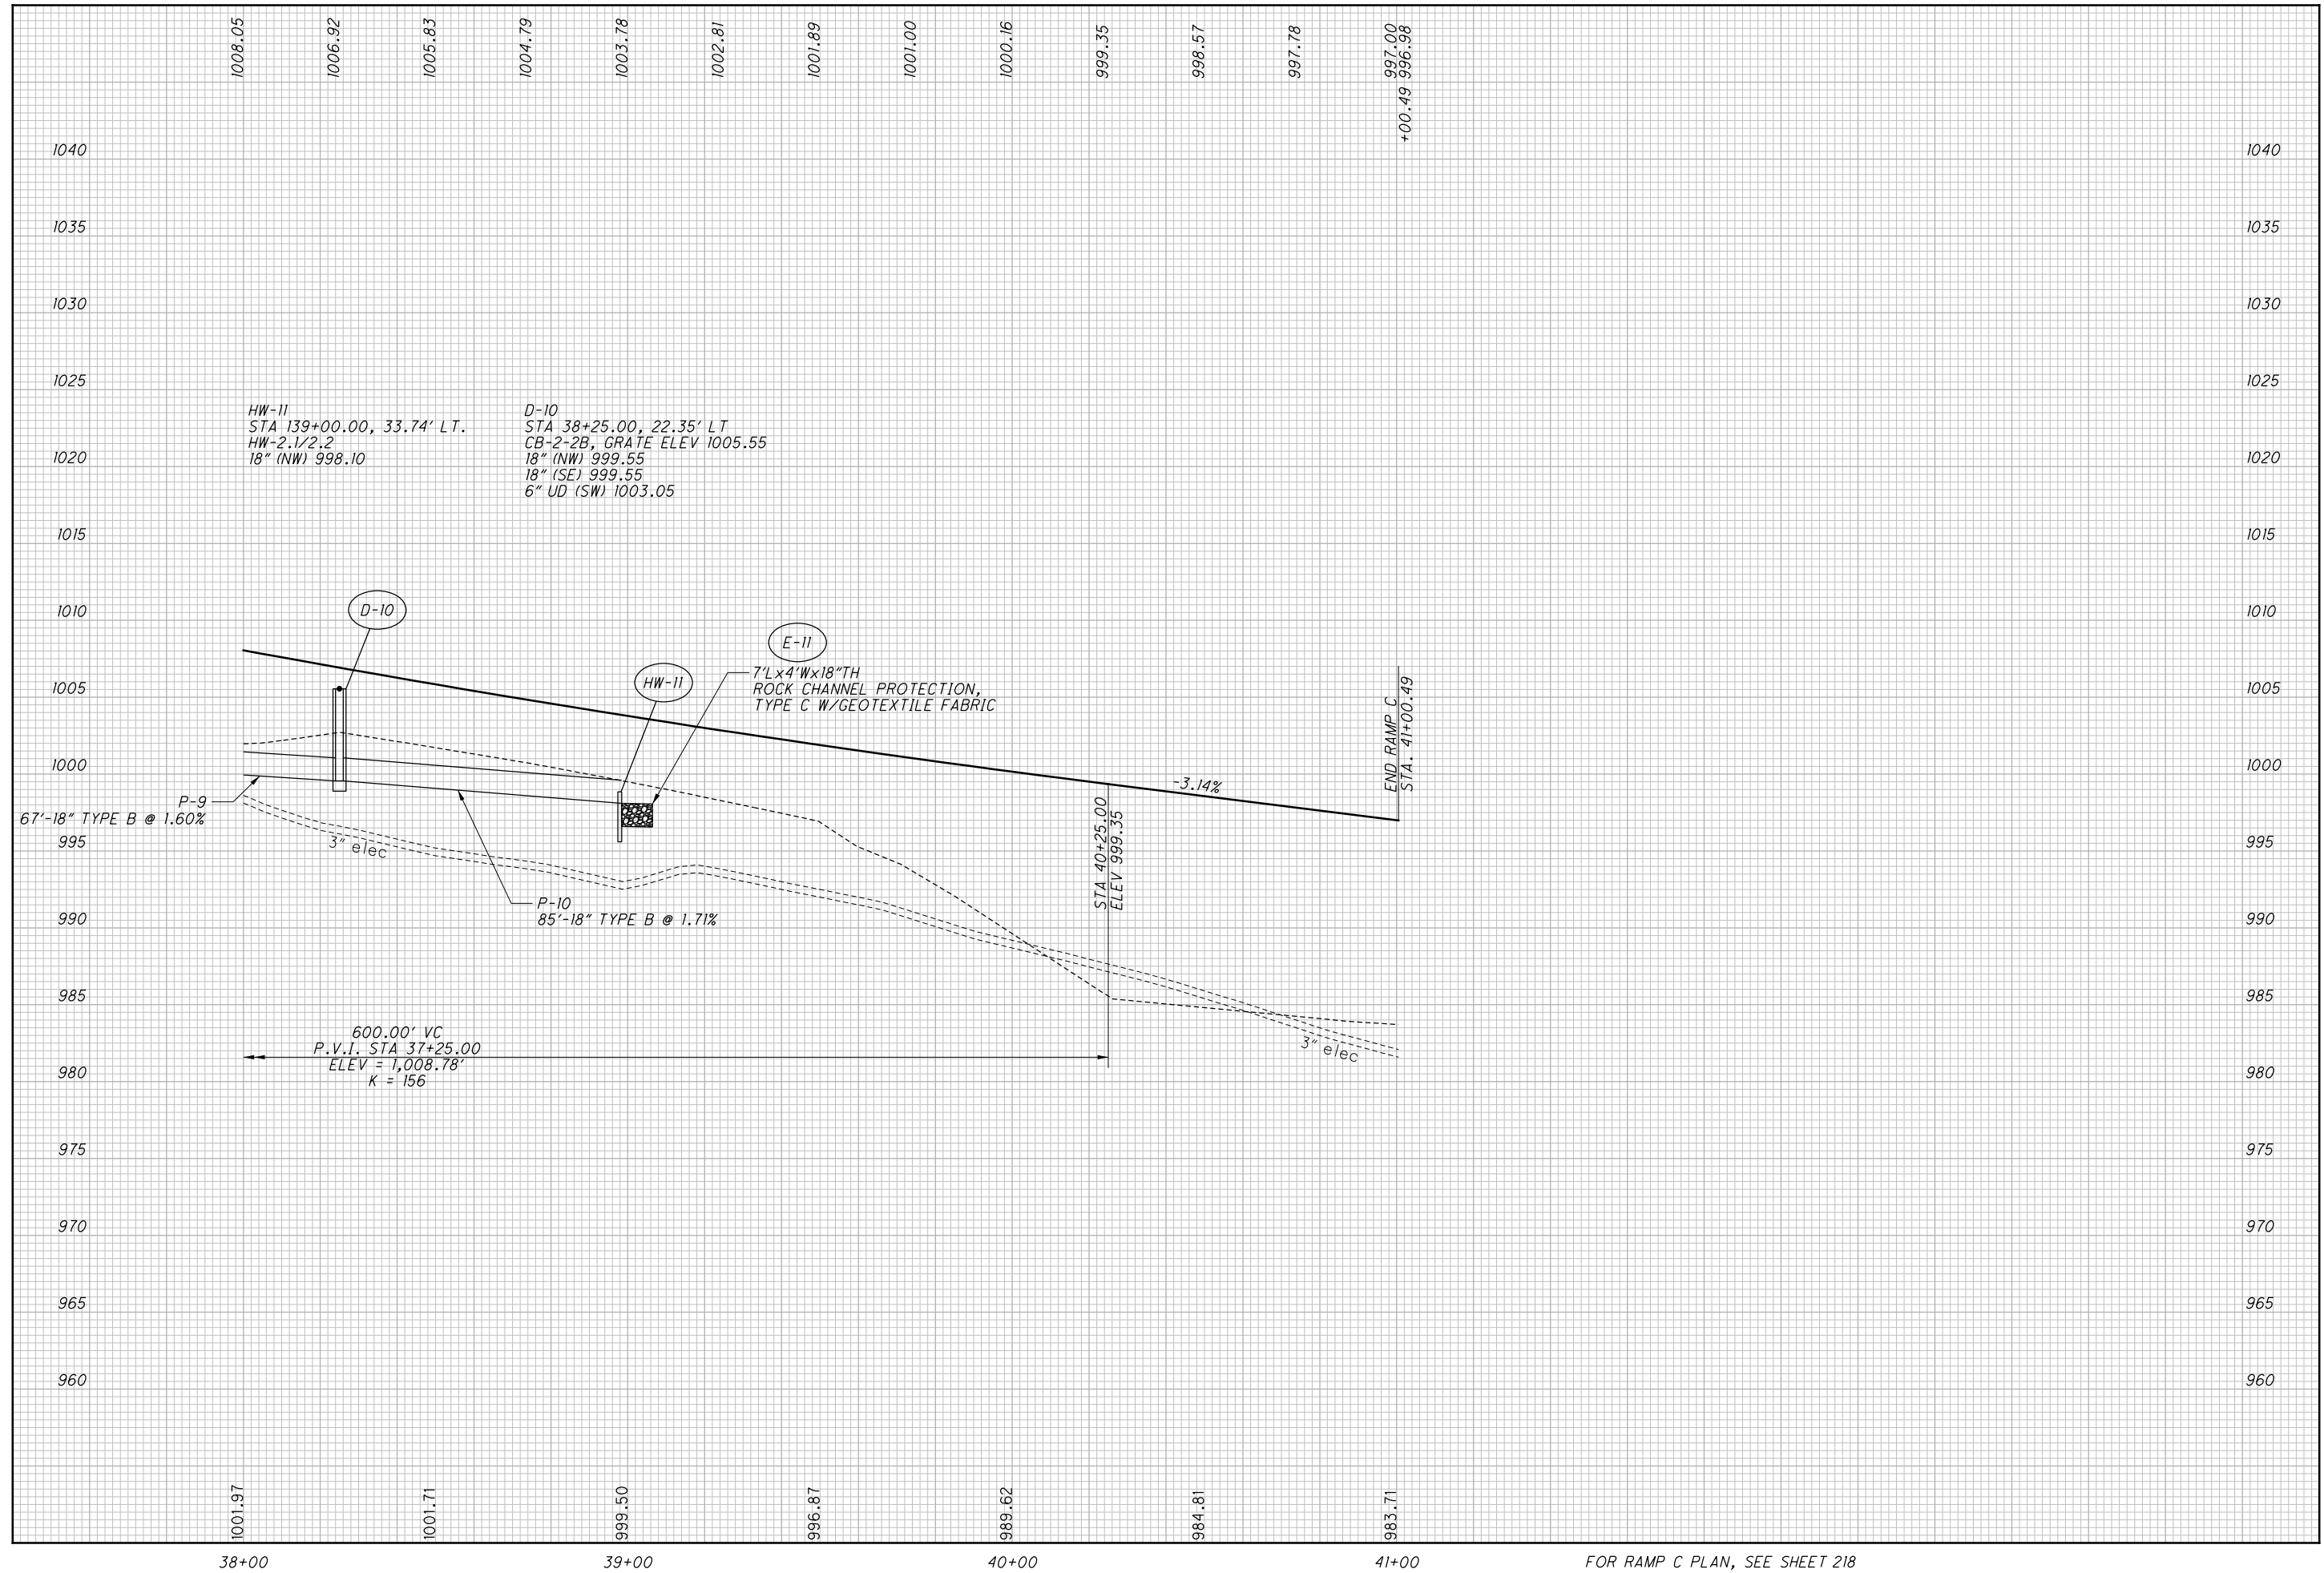 1008.05
1006.92
1005.83
1004.79
1003.78
1002.81
1001.89
1001.00
1000.16
999.35
998.57
997.78
997.00
+00.49 996.98
1040
1040
1035
1035
1030
1030
1025
1025
HW-11
STA 139+00.00, 33.74' LT.
HW-2.1/2.2
18" (NW) 998.10
D-10
STA 38+25.00, 22.35' LT
CB-2-2B, GRATE ELEV 1005.55
18" (NW) 999.55
18" (SE) 999.55
6" UD (SW) 1003.05
1020
1020
1015
1015
1010
1010
D-10
E-11
7'Lx4'Wx18"TH
ROCK CHANNEL PROTECTION,
TYPE C W/GEOTEXTILE FABRIC
HW-11
1005
1005
END RAMP C
STA. 41+00.49
1000
1000
-3.14%
P-9
67'-18" TYPE B @ 1.60%
STA 40+25.00
ELEV 999.35
995
995
3" elec
P-10
85'-18" TYPE B @ 1.71%
990
990
985
985
600.00' VC
P.V.I. STA 37+25.00
ELEV = 1,008.78'
K = 156
3" elec
980
980
975
975
970
970
965
965
960
960
1001.97
1001.71
999.50
996.87
989.62
984.81
983.71
38+00
39+00
40+00
41+00
FOR RAMP C PLAN, SEE SHEET 218